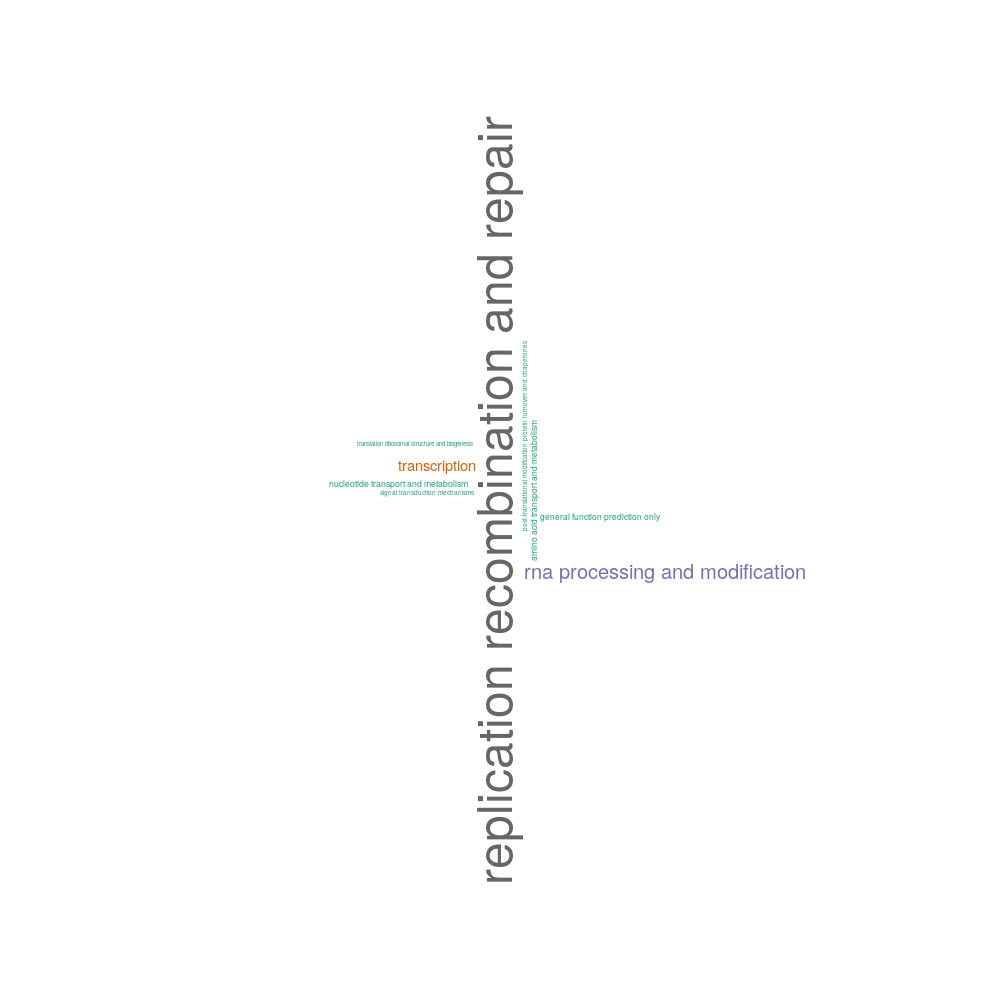 replication recombination and repair
post-translational modification protein turnover and chaperones
amino acid transport and metabolism
translation ribosomal structure and biogenesis
transcription
nucleotide transport and metabolism
signal transduction mechanisms
general function prediction only
rna processing and modification